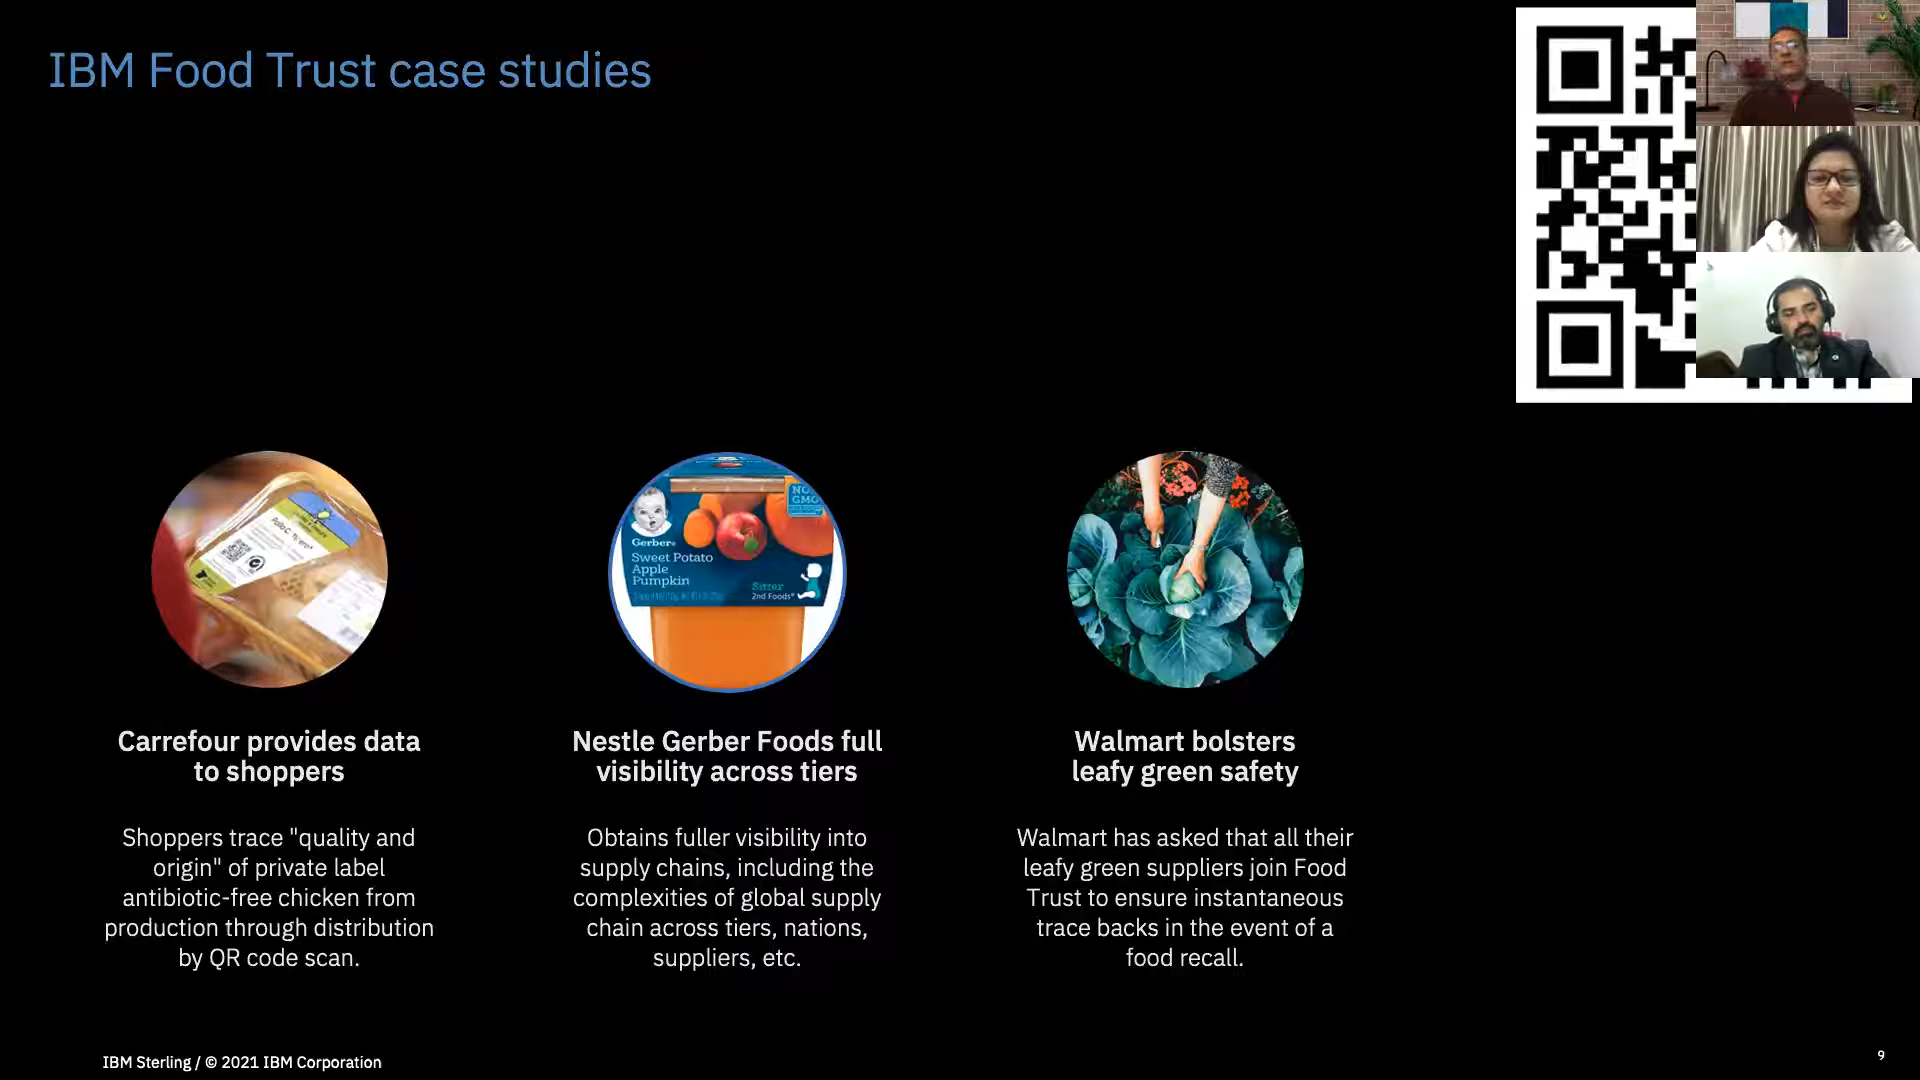 IBM Food Trust case studies
NO
GMO
Gerber
Sweet Potato
Apple
Pumpkin
Sitter
2nd Foods®
Carrefour provides data
to shoppers
Shoppers trace "quality and
origin" of private label
antibiotic-free chicken from
production through distribution
by QR code scan.
Nestle Gerber Foods full
visibility across tiers
Obtains fuller visibility into
supply chains, including the
complexities of global supply
chain across tiers, nations,
suppliers, etc.
Walmart bolsters
leafy green safety
Walmart has asked that all their
leafy green suppliers join Food
Trust to ensure instantaneous
trace backs in the event of a
food recall.
IBM Sterling / © 2021 IBM Corporation
9